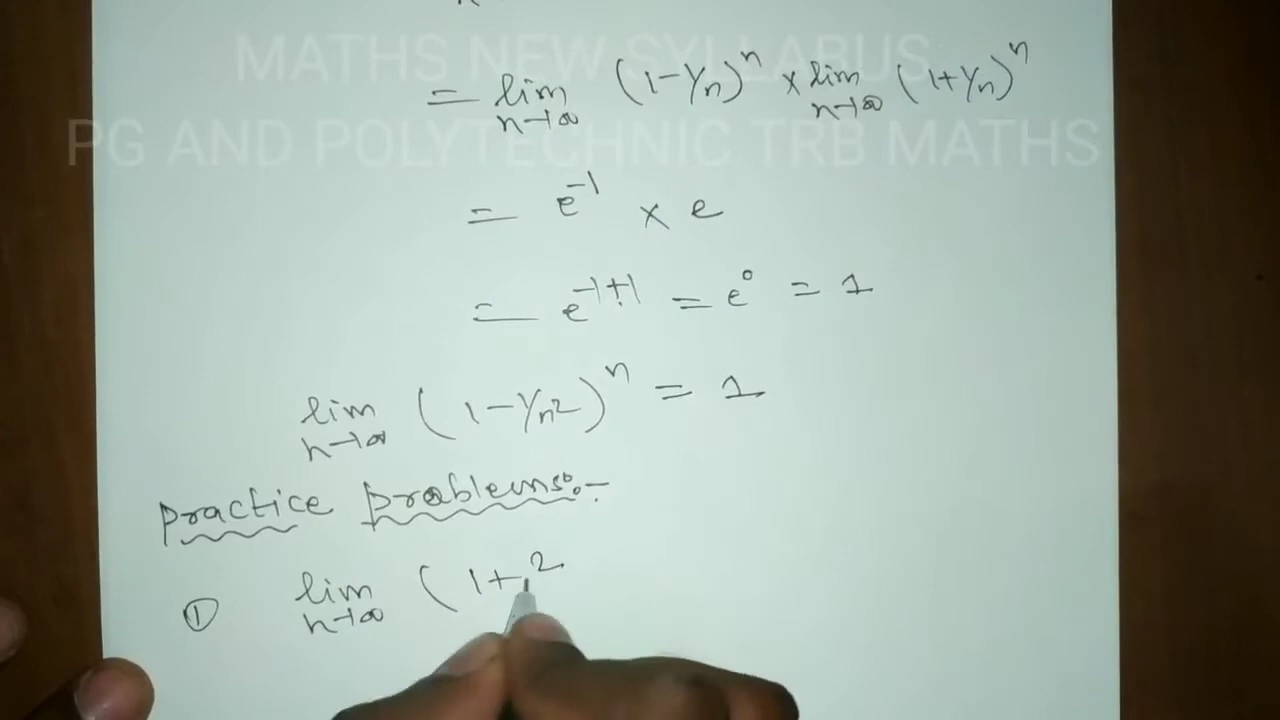 MATHS NEW SYLLABUS
PG AND POLYTECHNIC TRB MATHS
= lim n→∞ (1-1/n)^n × lim n→∞ (1+1/n)^n
= e^-1 × e
= e^-1+1 = e^0 = 1
lim n→∞ (1-1/n²)^n = 1
Practice problems:-
① lim n→∞ (1+2